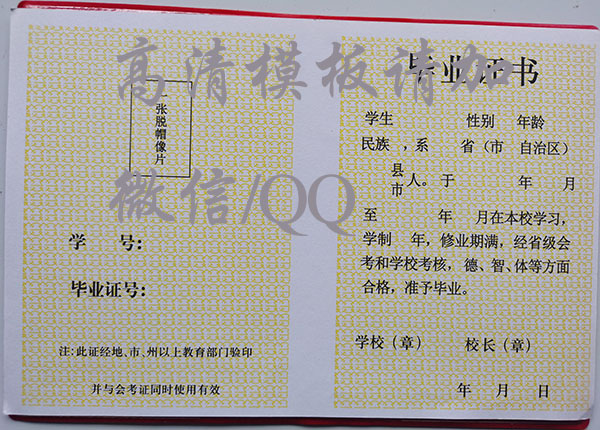 高清模板请加
微信/QQ
张脱帽像片
学 号:
毕业证号:
注:此证经地、市、州以上教育部门验印
并与会考证同时使用有效
毕业证书
学生 性别 年龄
民族 ,系 省(市 自治区)
县
市 人。于 年 月
至 年 月在本校学习,
学制 年,修业期满,经省级会
考和学校考核,德、智、体等方面
合格,准予毕业。
学校(章) 校长(章)
年 月 日